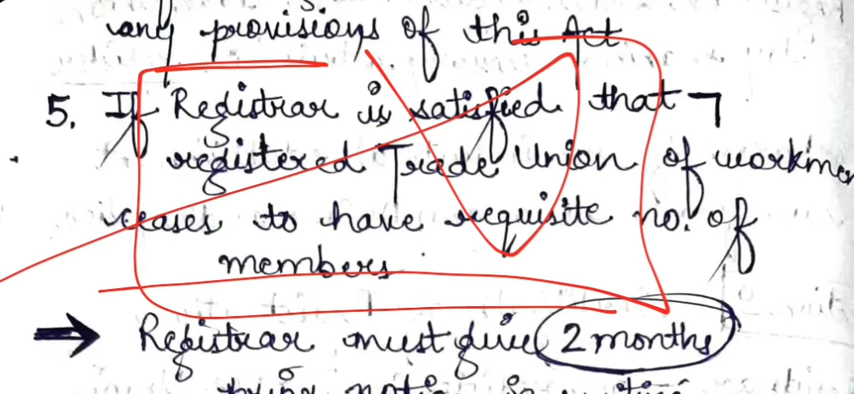 any provisions of this Act
5. If Registrar is satisfied that ¬
registered Trade Union of workmen
ceases to have requisite no. of
members.
→ Registrar must give 2 months